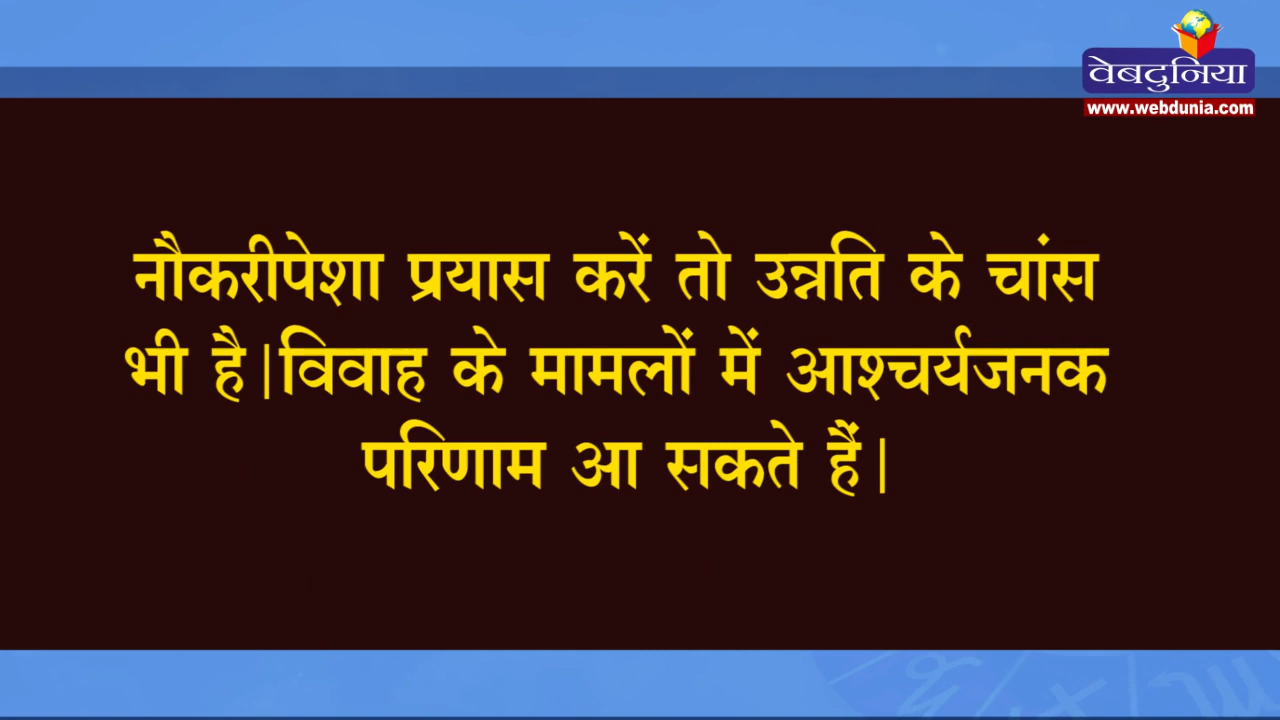 वेबदुनिया
www.webdunia.com
नौकरीपेशा प्रयास करें तो उन्नति के चांस
भी है|विवाह के मामलों में आश्चर्यजनक
परिणाम आ सकते हैं|